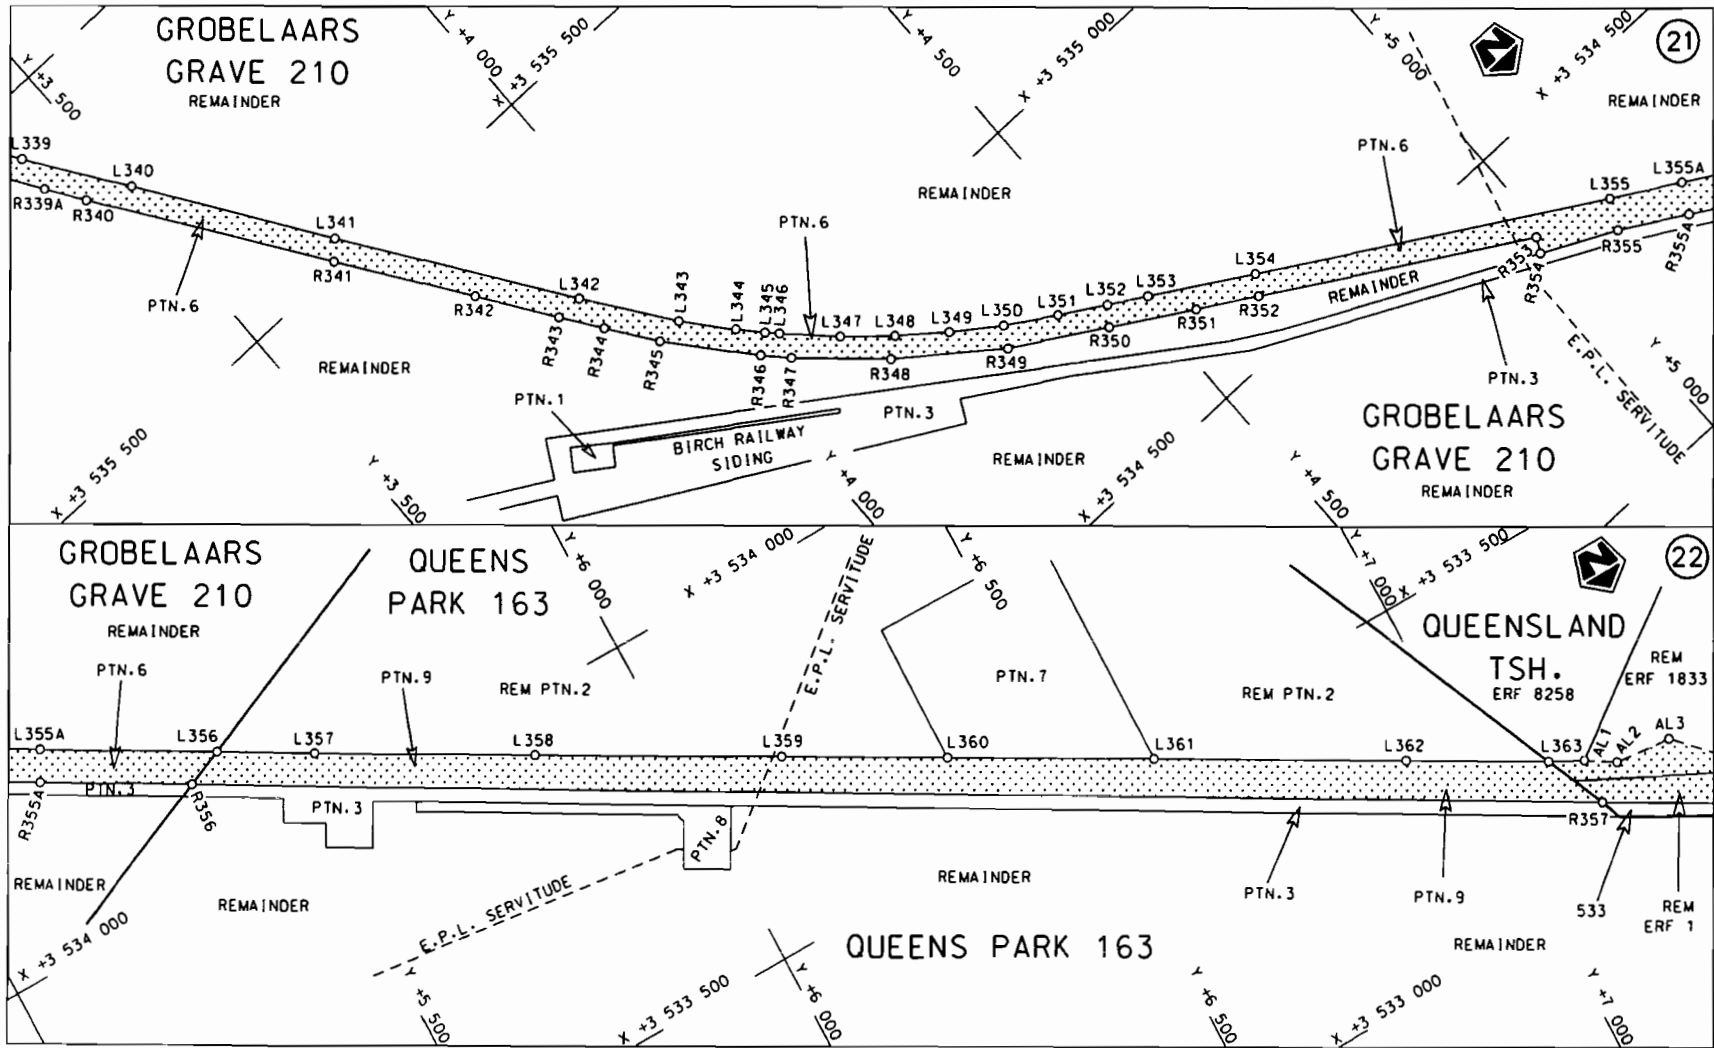 GROBELAARS
GRAVE 210
REMAINDER
Y +3 500
Y +4 000
X +3 535 500
Y +4 500
X +3 535 000
Y +5 000
X +3 534 500
21
REMAINDER
L339
R339A
L340
R340
PTN.6
L341
R341
REMAINDER
PTN.6
PTN.6
L342
R342
R343
R344
L343
R345
L344
L345
L346
R346
R347
L347
L348
R348
L349
L350
R349
L351
L352
R350
L353
R351
L354
R352
REMAINDER
R353
R354
L355
R355
L355A
R355A
REMAINDER
PTN.1
BIRCH RAILWAY
SIDING
PTN.3
REMAINDER
PTN.3
E.P.L. SERVITUDE
GROBELAARS
GRAVE 210
REMAINDER
X +3 535 500
Y +3 500
Y +4 000
X +3 534 500
Y +4 500
Y +5 000
GROBELAARS
GRAVE 210
REMAINDER
QUEENS
PARK 163
Y +6 000
X +3 534 000
E.P.L. SERVITUDE
Y +6 500
Y +7 000
X +3 533 500
22
QUEENSLAND
TSH.
ERF 8258
REM
ERF 1833
PTN.6
PTN.9
REM PTN.2
PTN.7
REM PTN.2
L355A
L356
L357
L358
L359
L360
L361
L362
L363
AL1
AL2
AL3
R355A
PTN.3
R356
PTN.3
PTN.8
R357
REMAINDER
REMAINDER
E.P.L. SERVITUDE
REMAINDER
PTN.3
PTN.9
533
REM
ERF 1
QUEENS PARK 163
REMAINDER
X +3 534 000
Y +5 500
X +3 533 500
Y +6 000
Y +6 500
X +3 533 000
Y +7 000